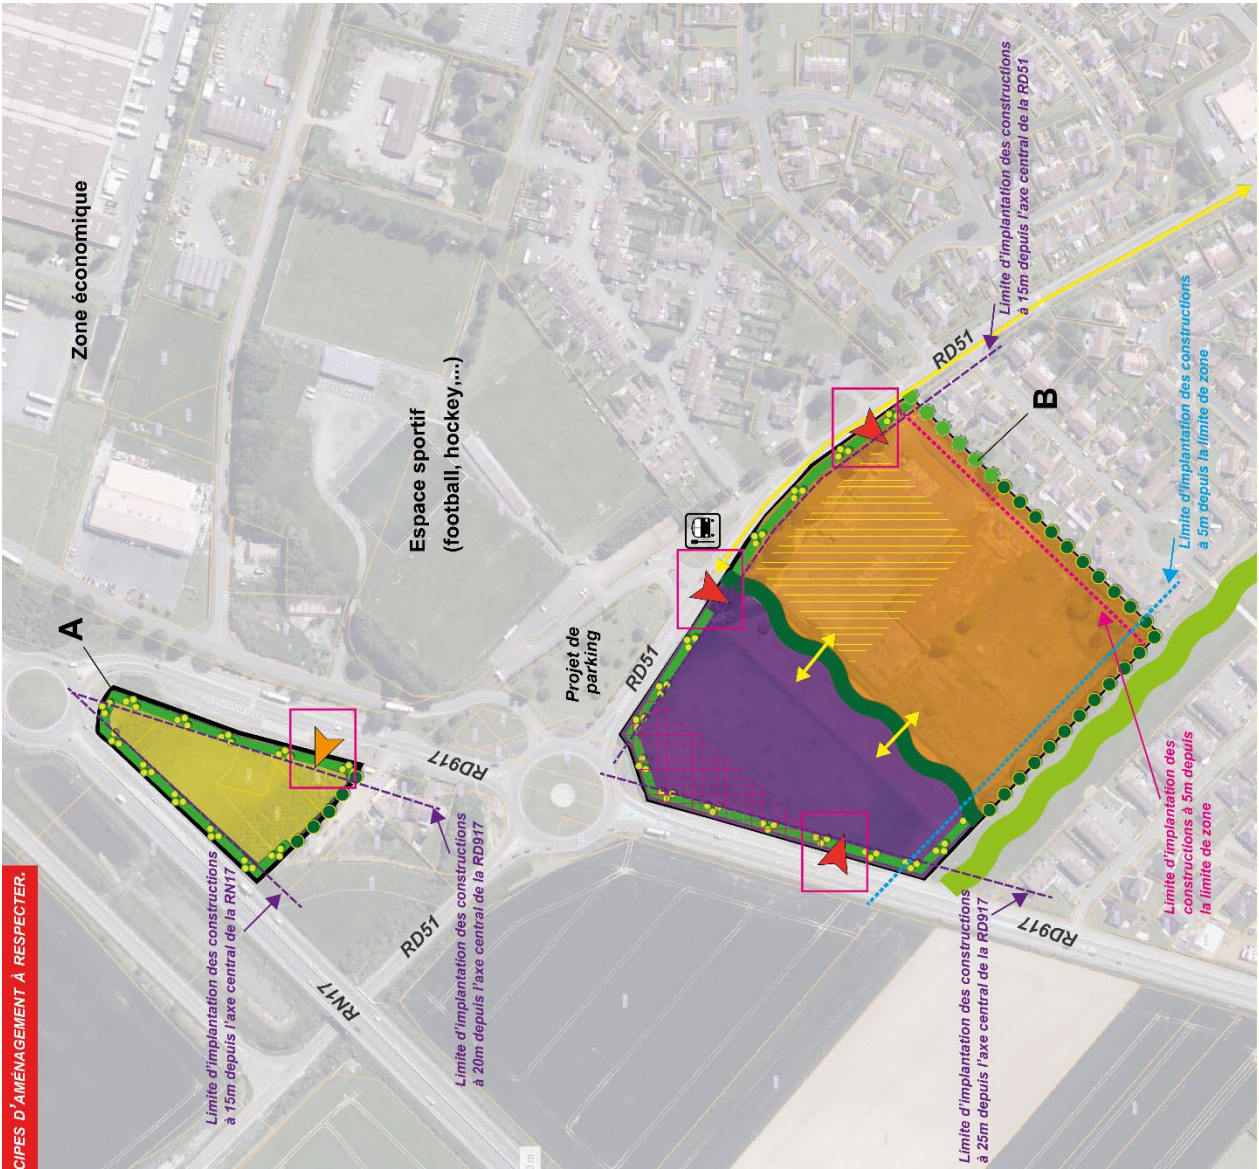 CIPES D'AMÉNAGEMENT À RESPECTER.
Zone économique
Espace sportif
(football, hockey,...)
A
Projet de
parking
RD51
RD51
RD51
RD917
RD917
RN17
B
Limite d'implantation des constructions
à 15m depuis l'axe central de la RD51
Limite d'implantation des constructions
à 5m depuis la limite de zone
Limite d'implantation des
constructions à 5m depuis
la limite de zone
Limite d'implantation des constructions
à 15m depuis l'axe central de la RN17
Limite d'implantation des constructions
à 20m depuis l'axe central de la RD917
Limite d'implantation des constructions
à 25m depuis l'axe central de la RD917